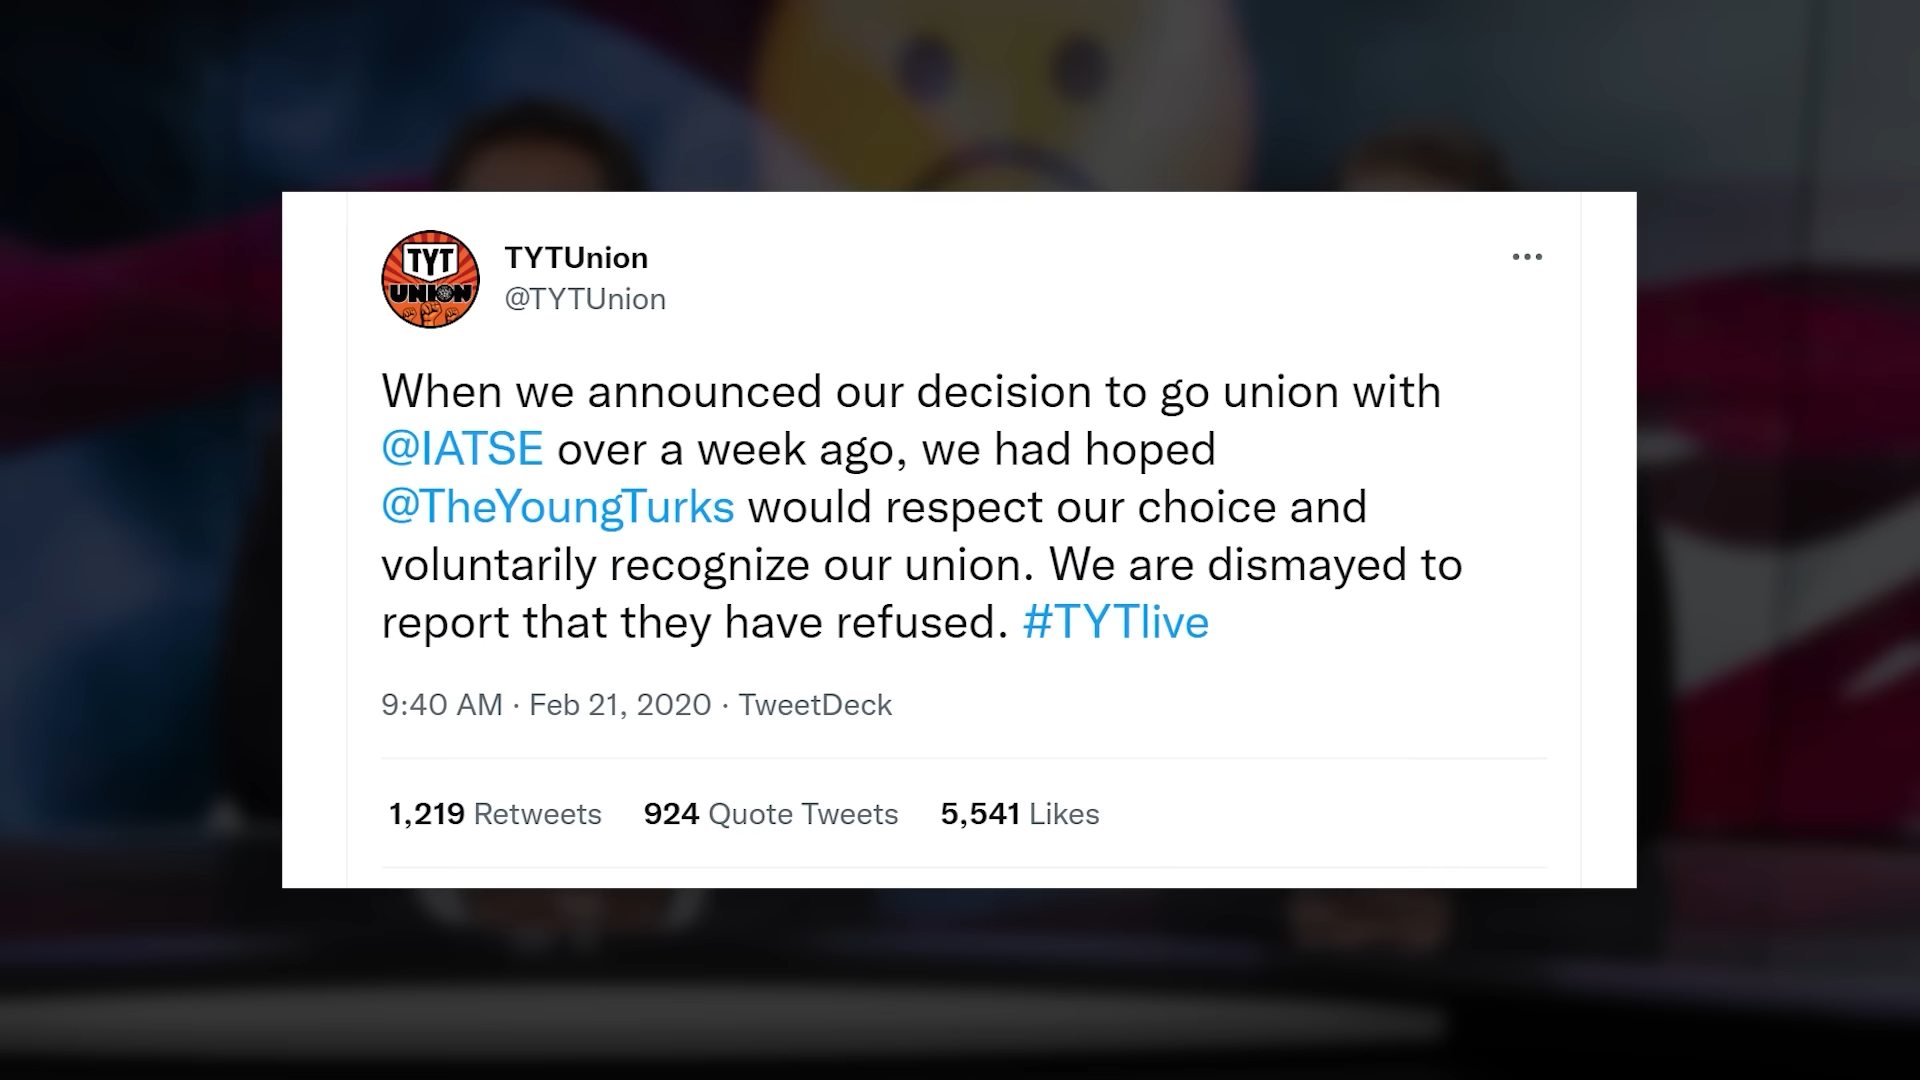 TYT
UNION
TYTUnion
@TYTUnion
When we announced our decision to go union with
@IATSE over a week ago, we had hoped
@TheYoungTurks would respect our choice and
voluntarily recognize our union. We are dismayed to
report that they have refused. #TYTlive
9:40 AM · Feb 21, 2020 · TweetDeck
1,219 Retweets 924 Quote Tweets 5,541 Likes